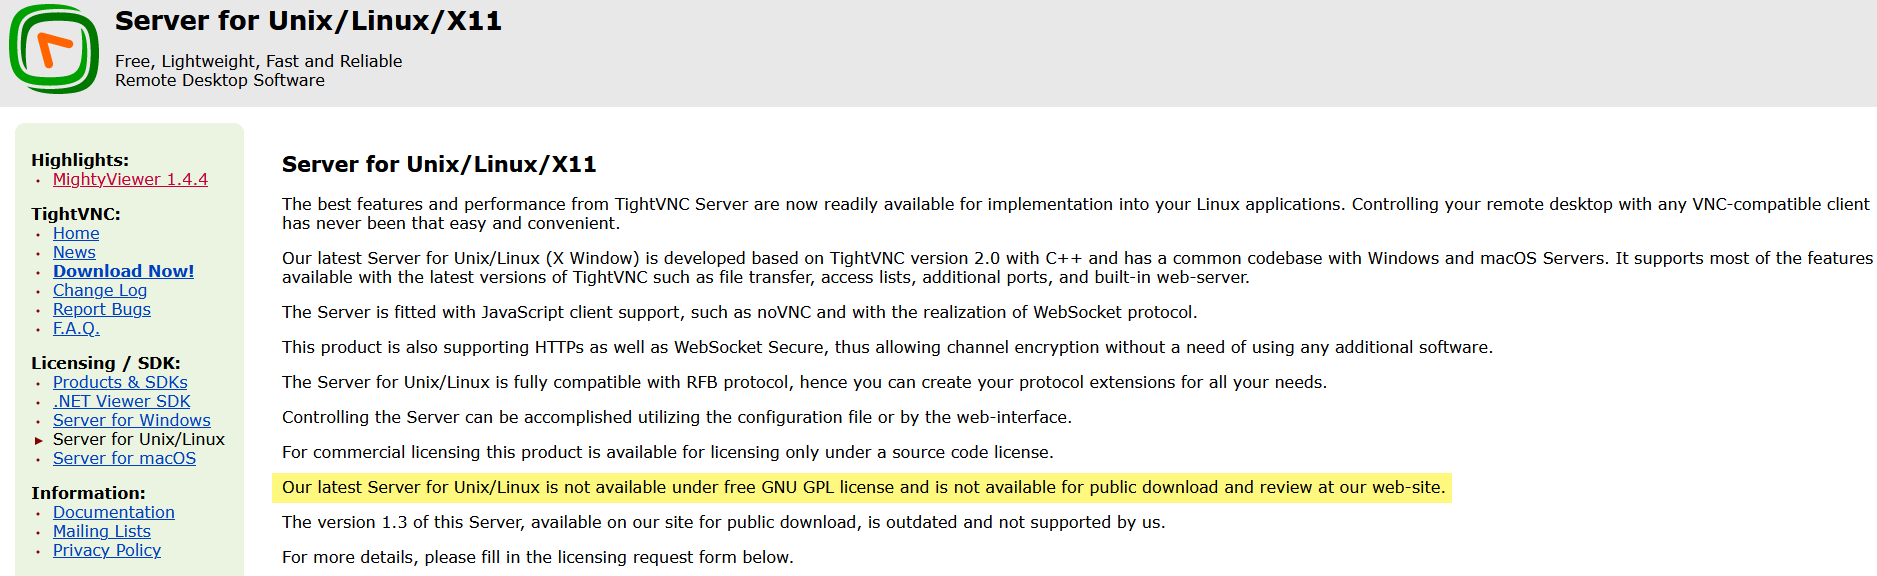 Server for Unix/Linux/X11
Free, Lightweight, Fast and Reliable
Remote Desktop Software
Highlights:
MightyViewer 1.4.4
TightVNC:
Home
News
Download Now!
Change Log
Report Bugs
F.A.Q.
Licensing / SDK:
Products & SDKs
.NET Viewer SDK
Server for Windows
Server for Unix/Linux
Server for macOS
Information:
Documentation
Mailing Lists
Privacy Policy
Server for Unix/Linux/X11
The best features and performance from TightVNC Server are now readily available for implementation into your Linux applications. Controlling your remote desktop with any VNC-compatible client
has never been that easy and convenient.
Our latest Server for Unix/Linux (X Window) is developed based on TightVNC version 2.0 with C++ and has a common codebase with Windows and macOS Servers. It supports most of the features
available with the latest versions of TightVNC such as file transfer, access lists, additional ports, and built-in web-server.
The Server is fitted with JavaScript client support, such as noVNC and with the realization of WebSocket protocol.
This product is also supporting HTTPs as well as WebSocket Secure, thus allowing channel encryption without a need of using any additional software.
The Server for Unix/Linux is fully compatible with RFB protocol, hence you can create your protocol extensions for all your needs.
Controlling the Server can be accomplished utilizing the configuration file or by the web-interface.
For commercial licensing this product is available for licensing only under a source code license.
Our latest Server for Unix/Linux is not available under free GNU GPL license and is not available for public download and review at our web-site.
The version 1.3 of this Server, available on our site for public download, is outdated and not supported by us.
For more details, please fill in the licensing request form below.